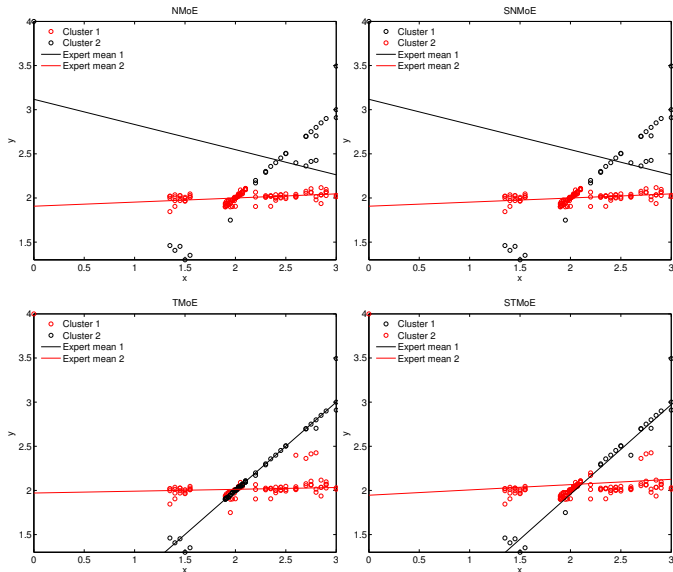 NMoE
Cluster 1
Cluster 2
Expert mean 1
Expert mean 2
4
3.5
3
2.5
2
1.5
y
0 0.5 1 1.5 2 2.5 3
x
SNMoE
Cluster 1
Cluster 2
Expert mean 1
Expert mean 2
4
3.5
3
2.5
2
1.5
y
0 0.5 1 1.5 2 2.5 3
x
TMoE
Cluster 1
Cluster 2
Expert mean 1
Expert mean 2
4
3.5
3
2.5
2
1.5
y
0 0.5 1 1.5 2 2.5 3
x
STMoE
Cluster 1
Cluster 2
Expert mean 1
Expert mean 2
4
3.5
3
2.5
2
1.5
y
0 0.5 1 1.5 2 2.5 3
x